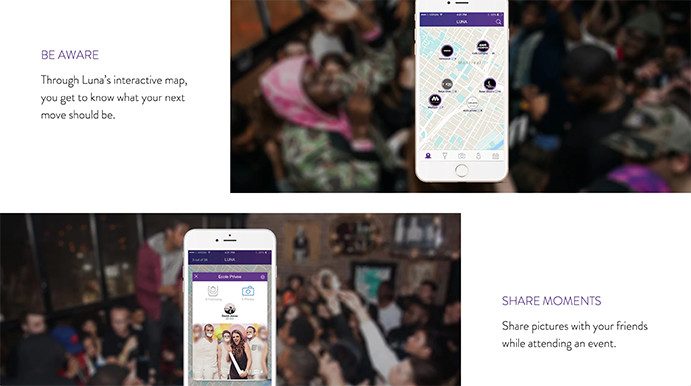 BE AWARE
Through Luna's interactive map,
you get to know what your next
move should be.
LUNA
Montreal
LUNA
Ecole Privee
SHARE MOMENTS
Share pictures with your friends
while attending an event.